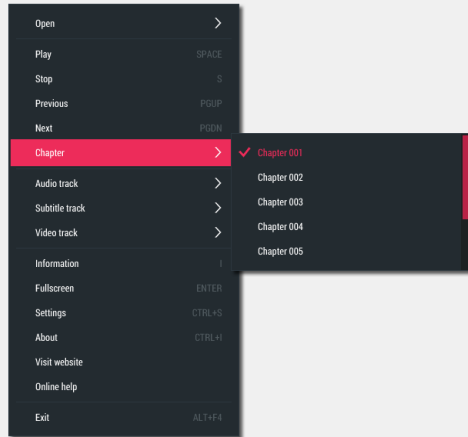 Open
Play SPACE
Stop S
Previous PGUP
Next PGDN
Chapter
Chapter 001
Chapter 002
Chapter 003
Chapter 004
Chapter 005
Audio track
Subtitle track
Video track
Information I
Fullscreen ENTER
Settings CTRL+S
About CTRL+I
Visit website
Online help
Exit ALT+F4